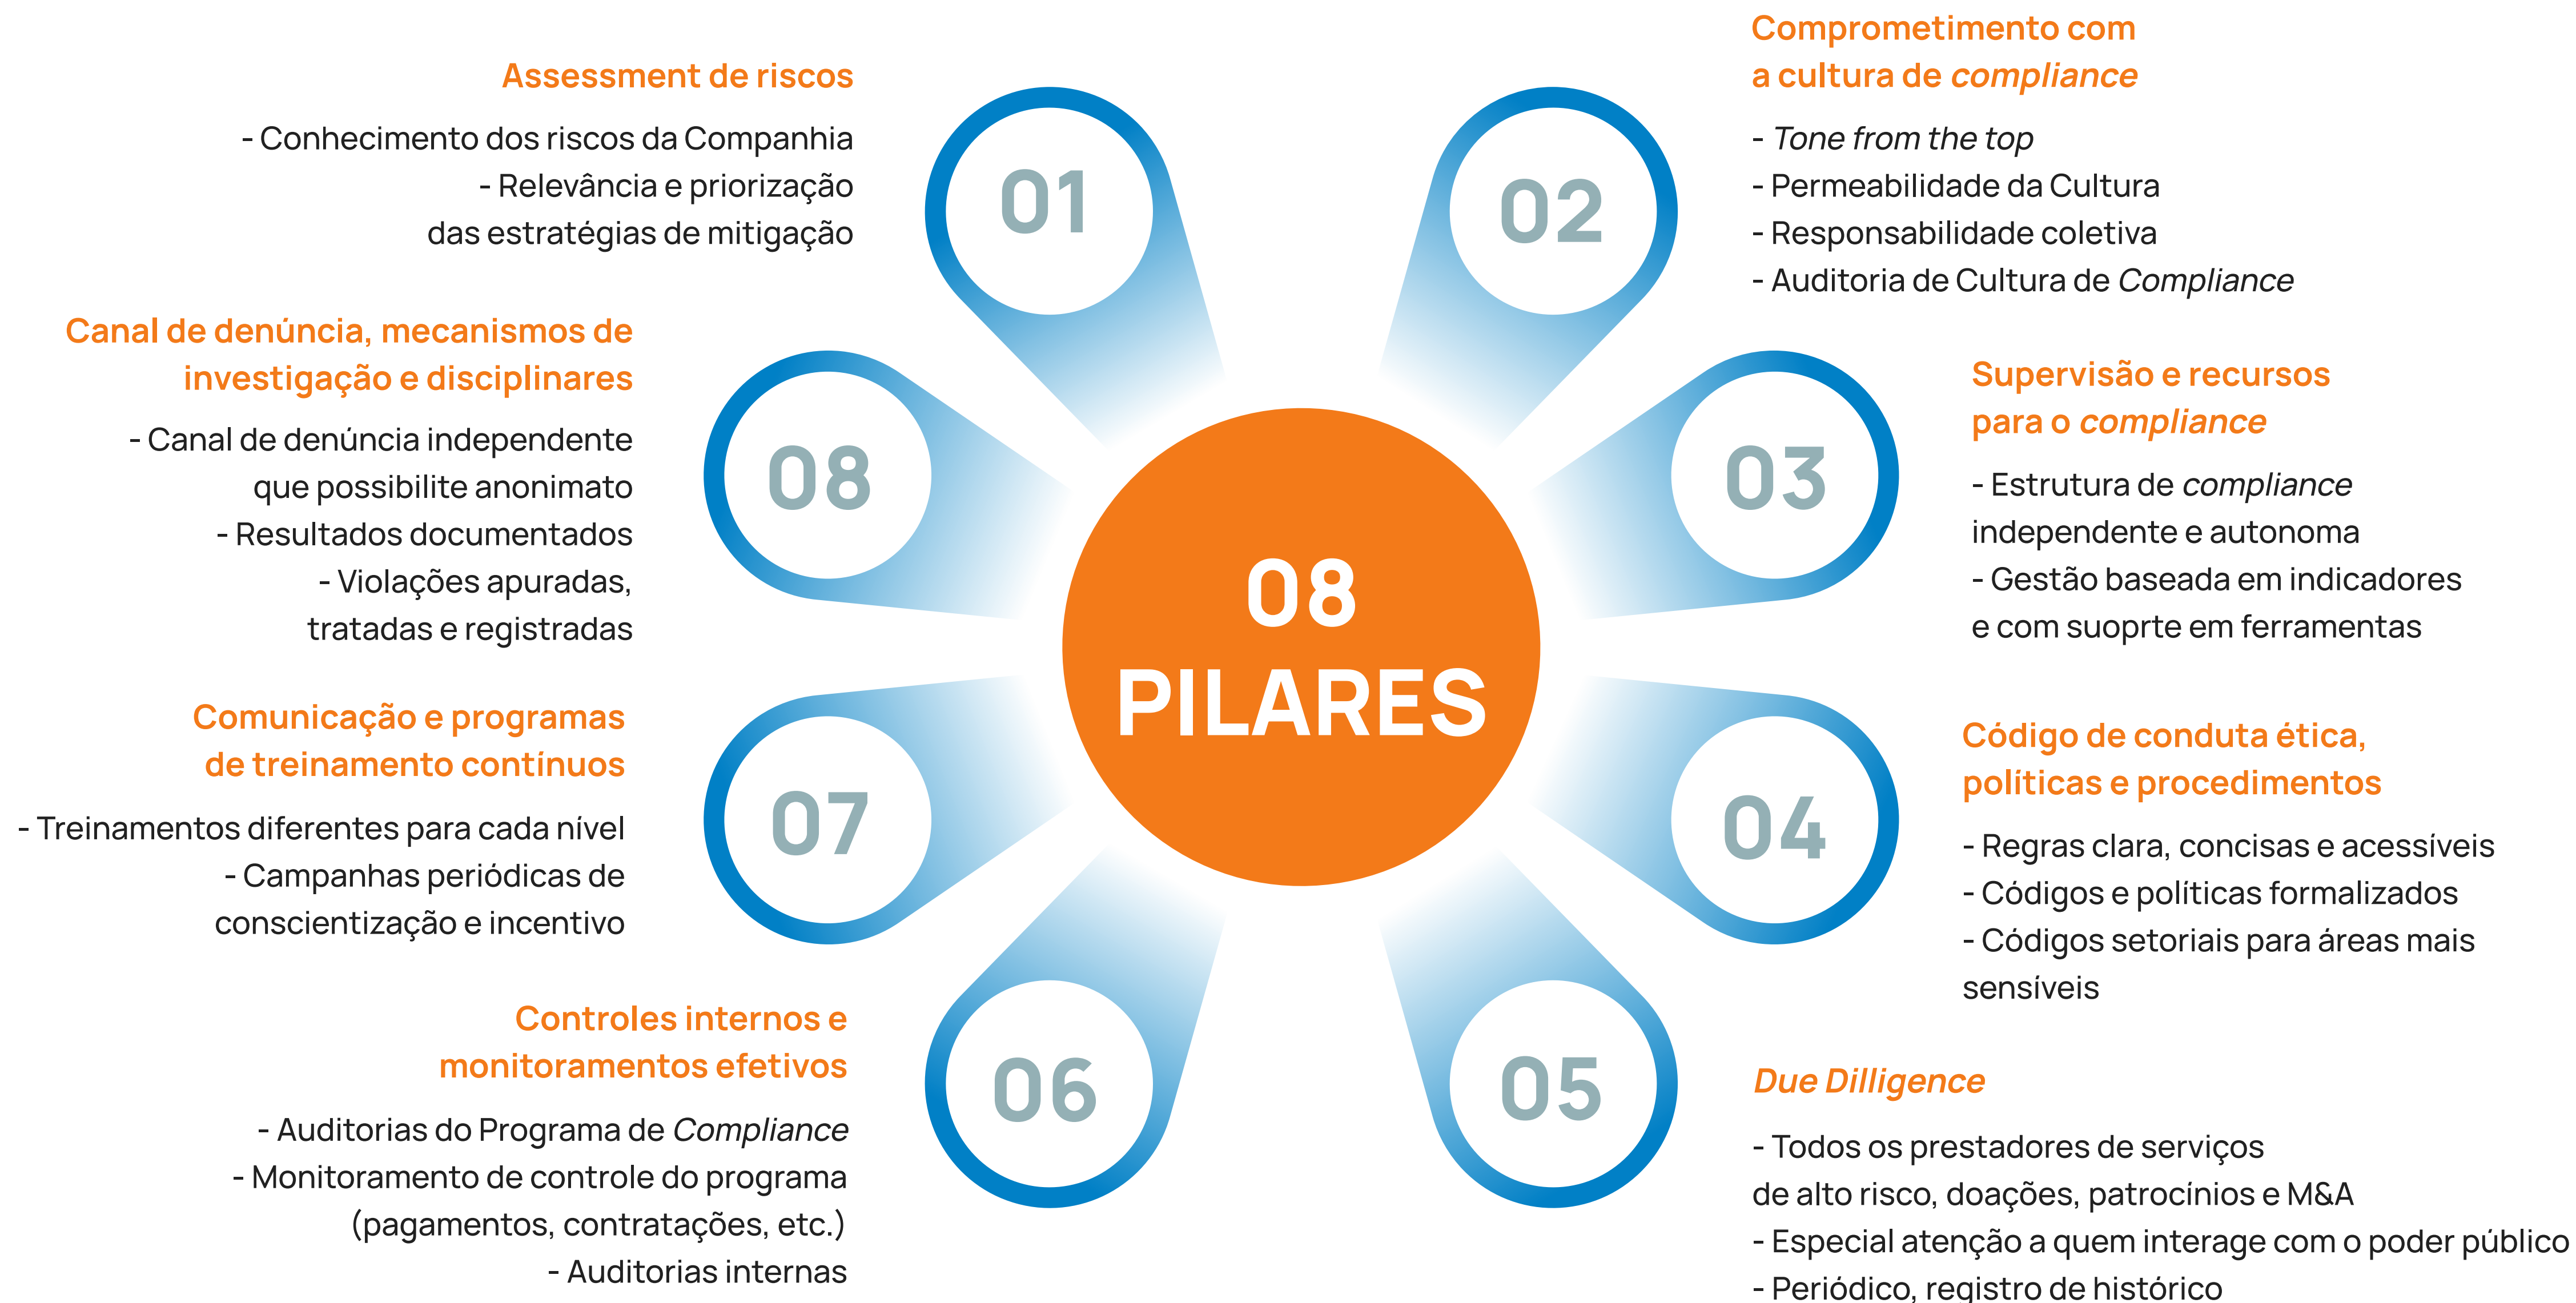 Assessment de riscos
- Conhecimento dos riscos da Companhia
- Relevância e priorização
das estratégias de mitigação
01
Comprometimento com
a cultura de compliance
- Tone from the top
- Permeabilidade da Cultura
- Responsabilidade coletiva
- Auditoria de Cultura de Compliance
02
Supervisão e recursos
para o compliance
- Estrutura de compliance
independente e autonoma
- Gestão baseada em indicadores
e com suoprte em ferramentas
03
Código de conduta ética,
políticas e procedimentos
- Regras clara, concisas e acessíveis
- Códigos e políticas formalizados
- Códigos setoriais para áreas mais
sensíveis
04
Due Dilligence
- Todos os prestadores de serviços
de alto risco, doações, patrocínios e M&A
- Especial atenção a quem interage com o poder público
- Periódico, registro de histórico
05
Controles internos e
monitoramentos efetivos
- Auditorias do Programa de Compliance
- Monitoramento de controle do programa
(pagamentos, contratações, etc.)
- Auditorias internas
06
Comunicação e programas
de treinamento contínuos
- Treinamentos diferentes para cada nível
- Campanhas periódicas de
conscientização e incentivo
07
Canal de denúncia, mecanismos de
investigação e disciplinares
- Canal de denúncia independente
que possibilite anonimato
- Resultados documentados
- Violações apuradas,
tratadas e registradas
08
08
PILARES